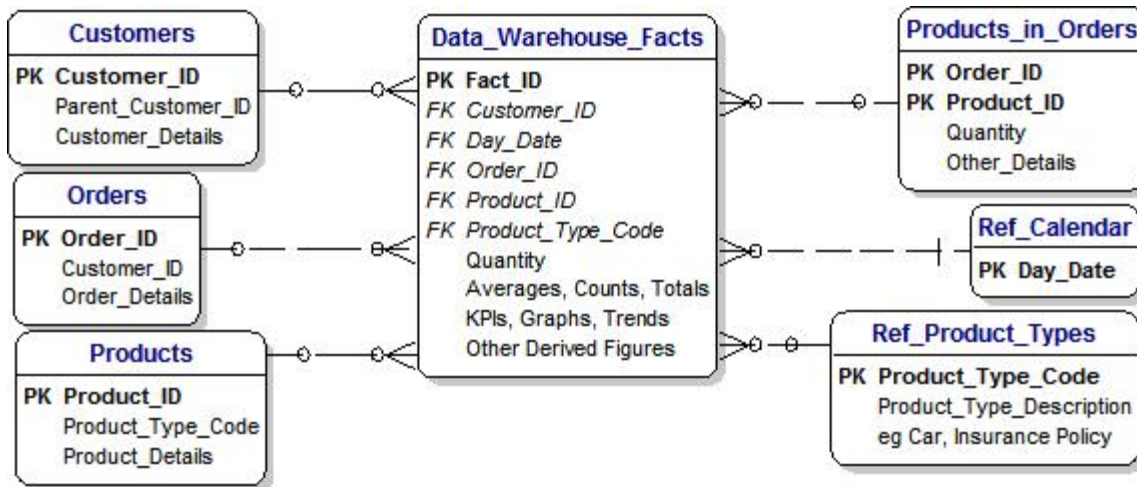 Customers
PK Customer_ID
Parent_Customer_ID
Customer_Details
Orders
PK Order_ID
Customer_ID
Order_Details
Products
PK Product_ID
Product_Type_Code
Product_Details
Data_Warehouse_Facts
PK Fact_ID
FK Customer_ID
FK Day_Date
FK Order_ID
FK Product_ID
FK Product_Type_Code
Quantity
Averages, Counts, Totals
KPIs, Graphs, Trends
Other Derived Figures
Products_in_Orders
PK Order_ID
PK Product_ID
Quantity
Other_Details
Ref_Calendar
PK Day_Date
Ref_Product_Types
PK Product_Type_Code
Product_Type_Description
eg Car, Insurance Policy